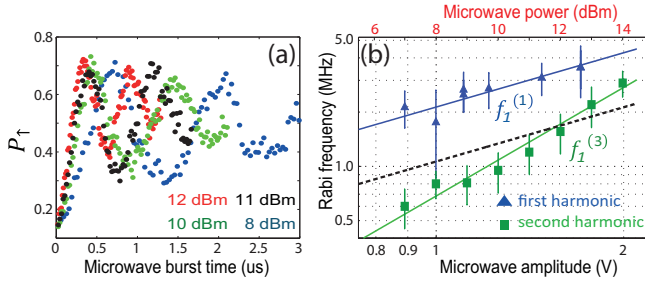 Microwave power (dBm)
6 8 10 12 14
0.8
0.6
0.4
0.2
P↑
(a)
12 dBm 11 dBm
10 dBm 8 dBm
0 0.5 1 1.5 2 2.5 3
Microwave burst time (us)
5.0
1.0
0.5
Rabi frequency (MHz)
(b)
f1(1)
f1(3)
first harmonic
second harmonic
0.8 0.9 1 2
Microwave amplitude (V)